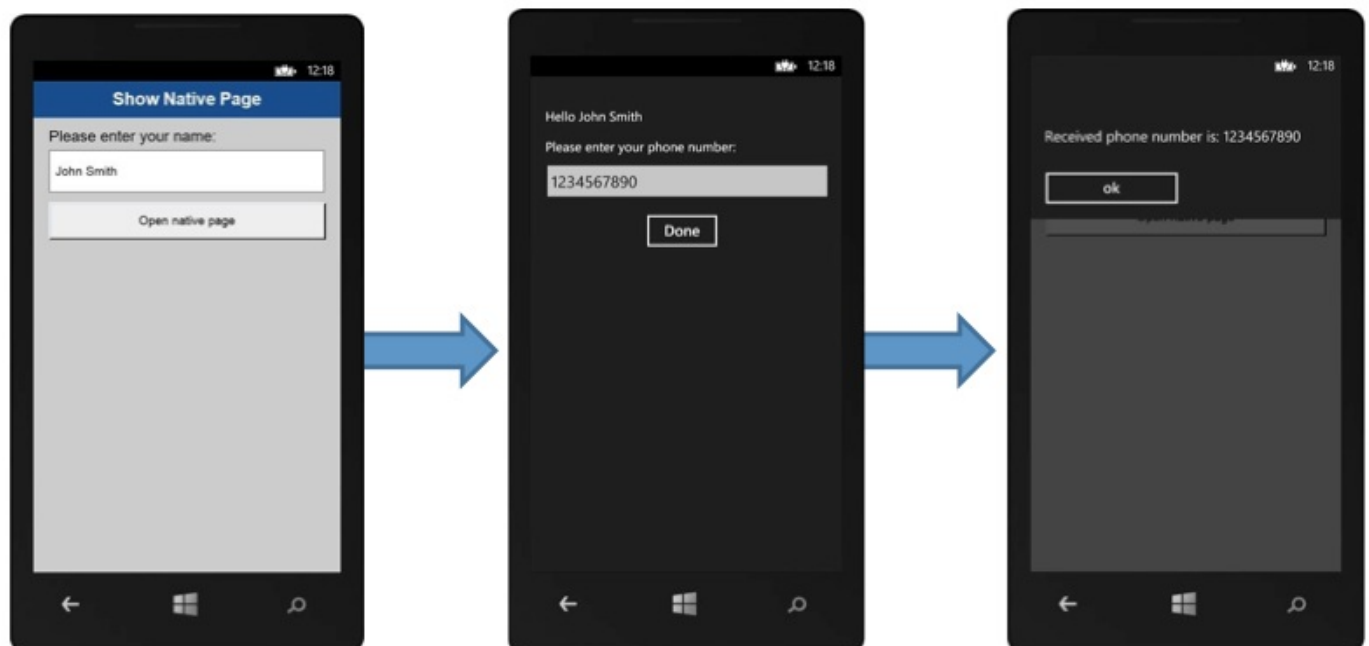 12:18
Show Native Page
Please enter your name:
John Smith
Open native page
12:18
Hello John Smith
Please enter your phone number:
1234567890
Done
12:18
Received phone number is: 1234567890
ok